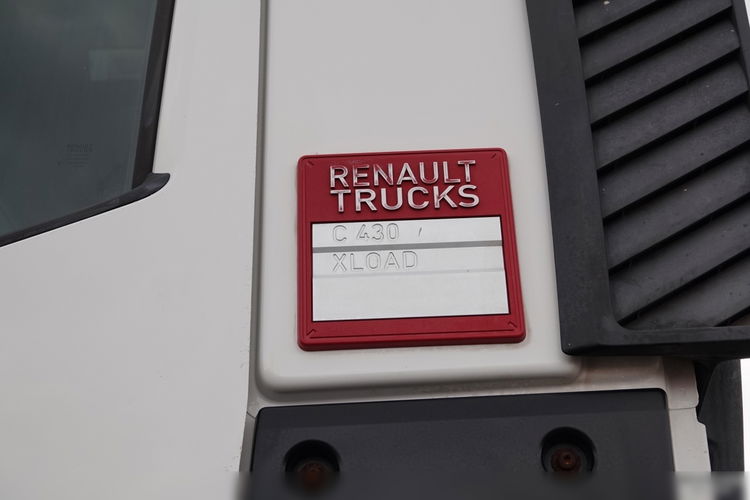 RENAULT
TRUCKS
C 430
XLOAD